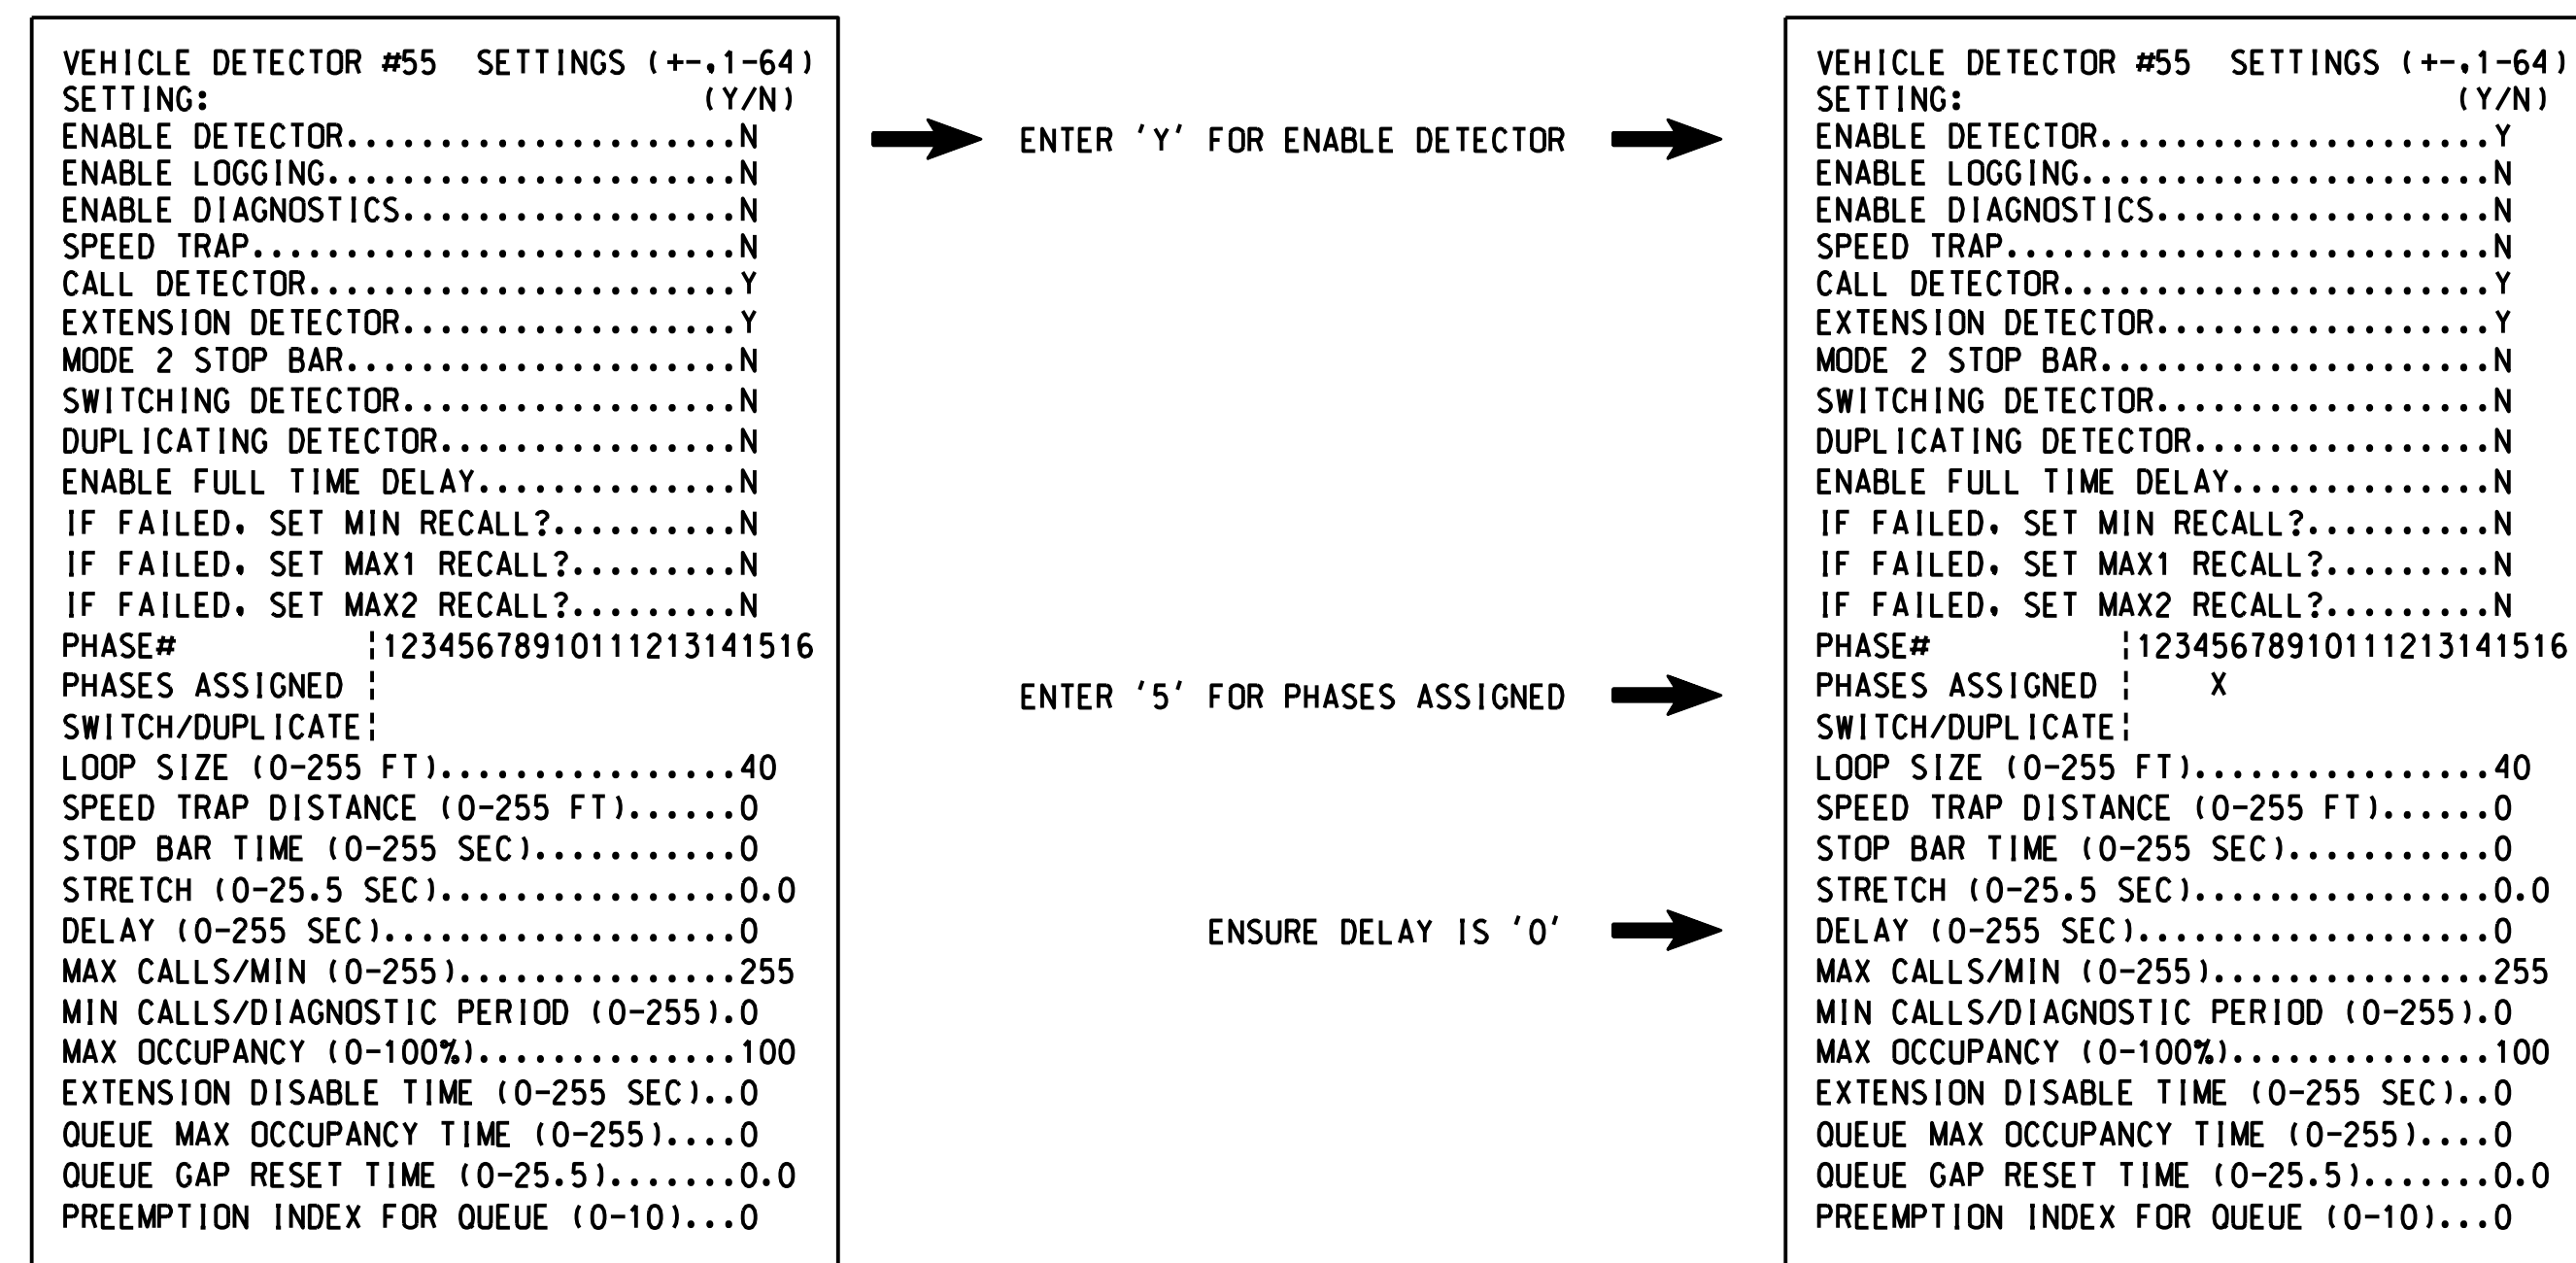 VEHICLE DETECTOR #55  SETTINGS (+-,1-64)
SETTING:                          (Y/N)
ENABLE DETECTOR.....................N
ENABLE LOGGING......................N
ENABLE DIAGNOSTICS..................N
SPEED TRAP..........................N
CALL DETECTOR.......................Y
EXTENSION DETECTOR..................Y
MODE 2 STOP BAR.....................N
SWITCHING DETECTOR..................N
DUPLICATING DETECTOR................N
ENABLE FULL TIME DELAY..............N
IF FAILED, SET MIN RECALL?..........N
IF FAILED, SET MAX1 RECALL?.........N
IF FAILED, SET MAX2 RECALL?.........N
PHASE#          |12345678910111213141516
PHASES ASSIGNED |
SWITCH/DUPLICATE|
LOOP SIZE (0-255 FT)................40
SPEED TRAP DISTANCE (0-255 FT)......0
STOP BAR TIME (0-255 SEC)...........0
STRETCH (0-25.5 SEC)................0.0
DELAY (0-255 SEC)...................0
MAX CALLS/MIN (0-255)...............255
MIN CALLS/DIAGNOSTIC PERIOD (0-255).0
MAX OCCUPANCY (0-100%)..............100
EXTENSION DISABLE TIME (0-255 SEC)..0
QUEUE MAX OCCUPANCY TIME (0-255)....0
QUEUE GAP RESET TIME (0-25.5).......0.0
PREEMPTION INDEX FOR QUEUE (0-10)...0
ENTER 'Y' FOR ENABLE DETECTOR
ENTER '5' FOR PHASES ASSIGNED
ENSURE DELAY IS '0'
VEHICLE DETECTOR #55  SETTINGS (+-,1-64)
SETTING:                          (Y/N)
ENABLE DETECTOR.....................Y
ENABLE LOGGING......................N
ENABLE DIAGNOSTICS..................N
SPEED TRAP..........................N
CALL DETECTOR.......................Y
EXTENSION DETECTOR..................Y
MODE 2 STOP BAR.....................N
SWITCHING DETECTOR..................N
DUPLICATING DETECTOR................N
ENABLE FULL TIME DELAY..............N
IF FAILED, SET MIN RECALL?..........N
IF FAILED, SET MAX1 RECALL?.........N
IF FAILED, SET MAX2 RECALL?.........N
PHASE#          |12345678910111213141516
PHASES ASSIGNED |    X
SWITCH/DUPLICATE|
LOOP SIZE (0-255 FT)................40
SPEED TRAP DISTANCE (0-255 FT)......0
STOP BAR TIME (0-255 SEC)...........0
STRETCH (0-25.5 SEC)................0.0
DELAY (0-255 SEC)...................0
MAX CALLS/MIN (0-255)...............255
MIN CALLS/DIAGNOSTIC PERIOD (0-255).0
MAX OCCUPANCY (0-100%)..............100
EXTENSION DISABLE TIME (0-255 SEC)..0
QUEUE MAX OCCUPANCY TIME (0-255)....0
QUEUE GAP RESET TIME (0-25.5).......0.0
PREEMPTION INDEX FOR QUEUE (0-10)...0